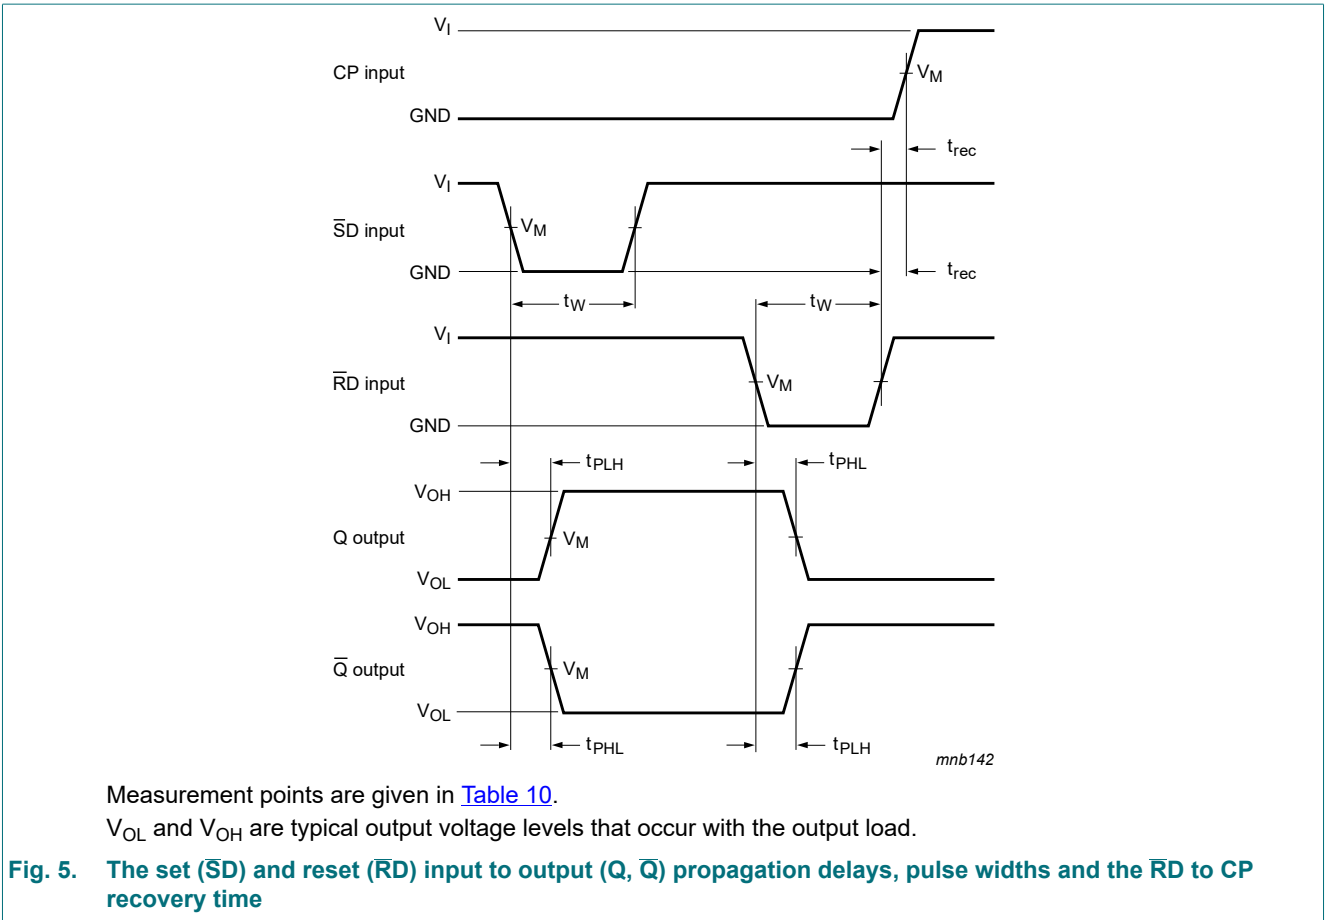 V_I
CP input
V_M
GND
t_rec
V_I
S̅D input
V_M
GND
t_rec
t_W
t_W
V_I
R̅D input
V_M
GND
t_PLH
t_PHL
V_OH
Q output
V_M
V_OL
V_OH
Q̅ output
V_M
V_OL
t_PHL
t_PLH
mnb142
Measurement points are given in Table 10.
V_OL and V_OH are typical output voltage levels that occur with the output load.
Fig. 5. The set (S̅D) and reset (R̅D) input to output (Q, Q̅) propagation delays, pulse widths and the R̅D to CP
recovery time